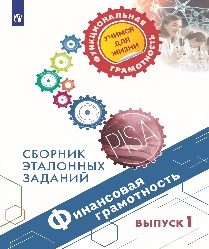 ФУНКЦИОНАЛЬНАЯ
УЧИМСЯ ДЛЯ
ЖИЗНИ
ГРАМОТНОСТЬ
PISA
СБОРНИК
ЭТАЛОННЫХ
ЗАДАНИЙ
Финансовая
грамотность
ВЫПУСК 1